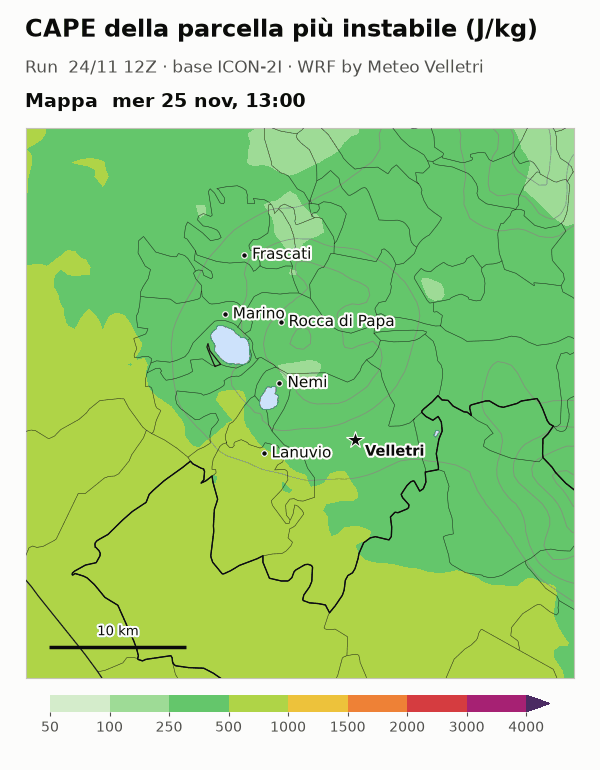 CAPE della parcella più instabile (J/kg)
Run  24/11 12Z · base ICON-2I · WRF by Meteo Velletri
Mappa  mer 25 nov, 13:00
Frascati
Marino
Rocca di Papa
Nemi
Velletri
Lanuvio
10 km
50 100 250 500 1000 1500 2000 3000 4000